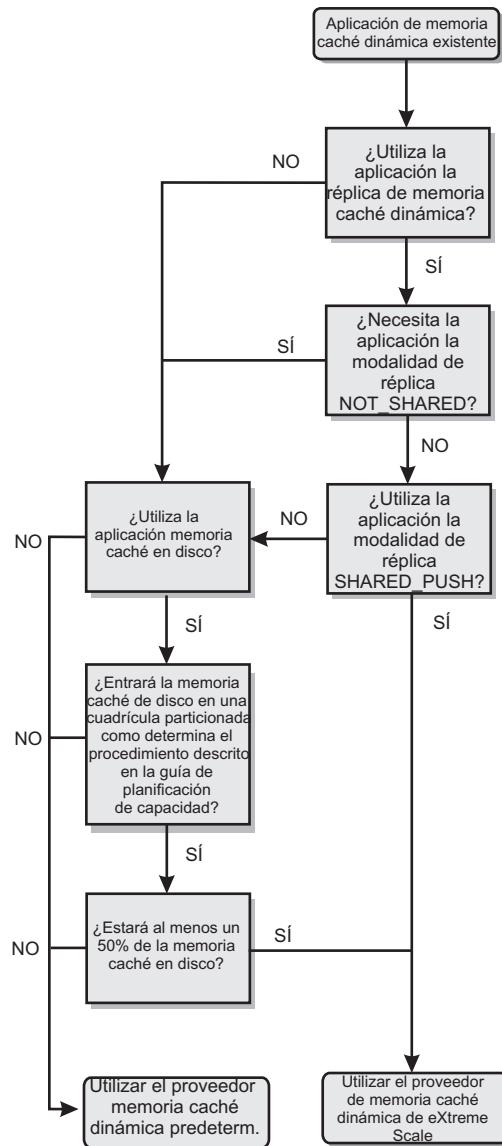 Aplicación de memoria
caché dinámica existente
NO
¿Utiliza la
aplicación la
réplica de memoria
caché dinámica?
SÍ
SÍ
¿Necesita la
aplicación la
modalidad de
réplica
NOT_SHARED?
NO
NO
¿Utiliza la
aplicación memoria
caché en disco?
NO
¿Utiliza la
aplicación la
modalidad de
réplica
SHARED_PUSH?
SÍ
SÍ
NO
¿Entrará la memoria
caché de disco en una
cuadrícula particionada
como determina el
procedimiento descrito
en la guía de
planificación
de capacidad?
SÍ
NO
¿Estará al menos un
50% de la memoria
caché en disco?
SÍ
Utilizar el proveedor
memoria caché
dinámica predeterm.
Utilizar el proveedor
de memoria caché
dinámica de eXtreme
Scale